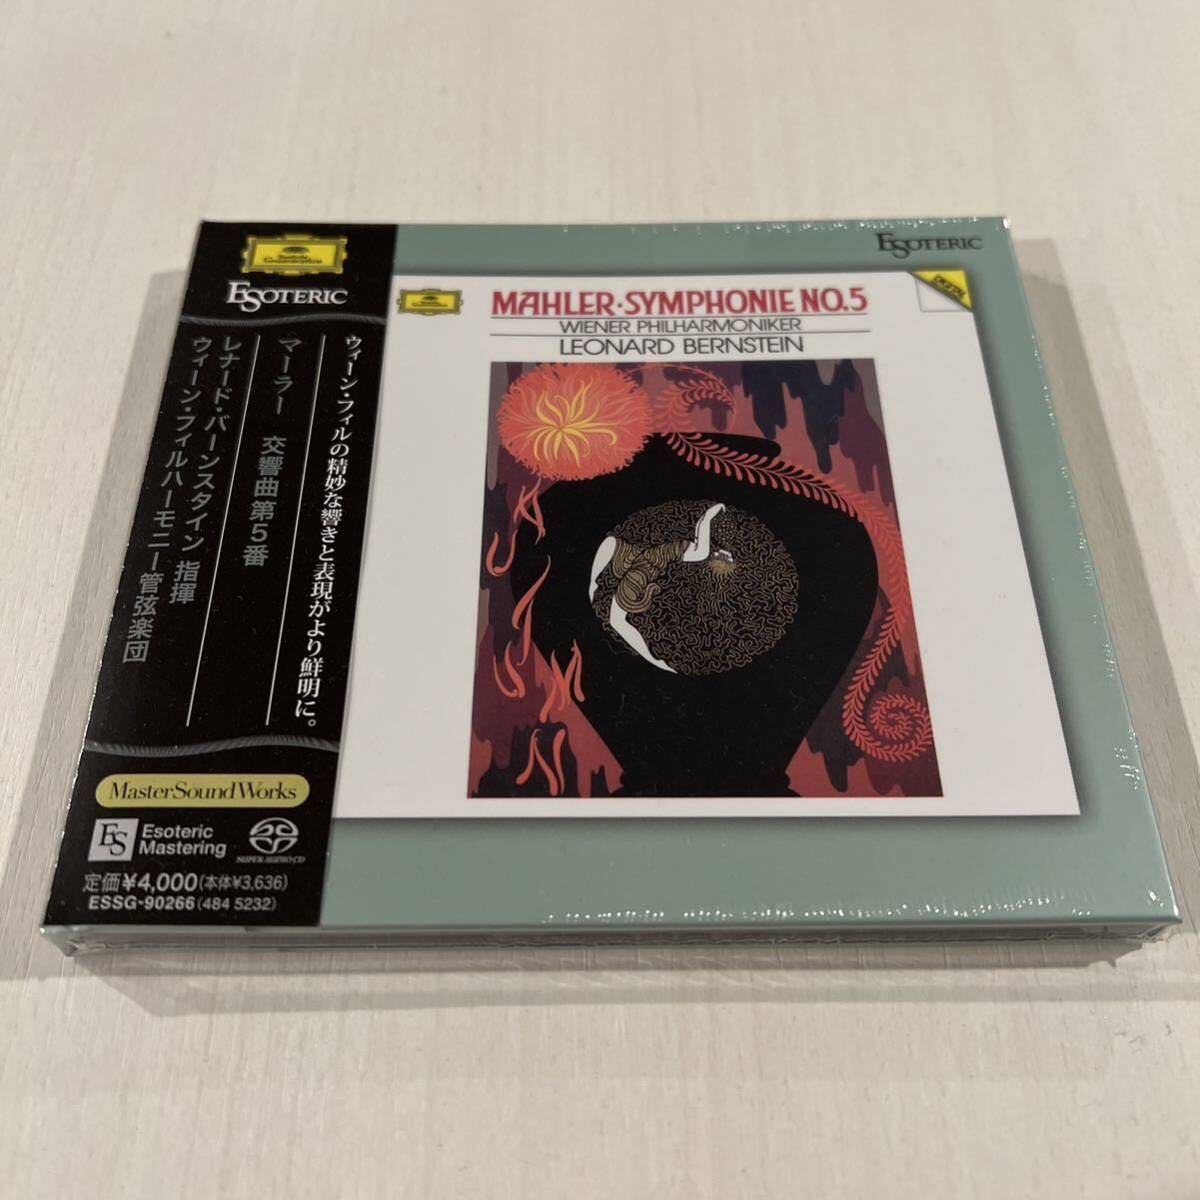 Deutsche
Grammophon
ESOTERIC
ウィーン・フィルの精妙な響きと表現がより鮮明に。
マーラー 交響曲 第5番
レナード・バーンスタイン 指揮
ウィーン・フィルハーモニー管弦楽団
MasterSoundWorks
ES
Esoteric
Mastering
SUPER AUDIO CD
定価¥4,000(本体¥3,636)
ESSG-90266(484 5232)
ESOTERIC
DIGITAL
MAHLER·SYMPHONIE NO.5
WIENER PHILHARMONIKER
LEONARD BERNSTEIN